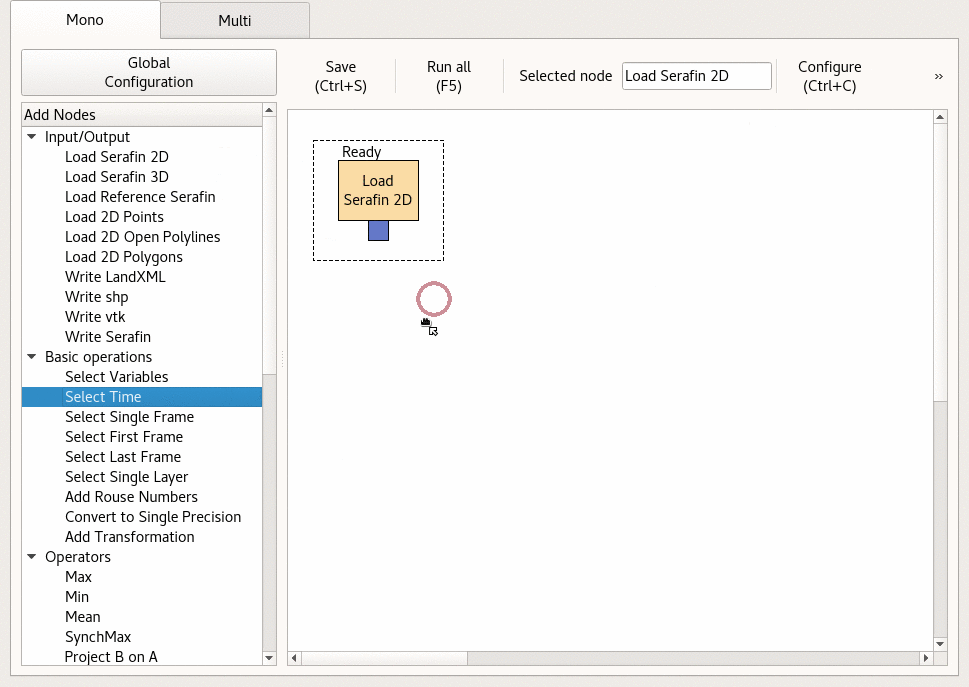 Mono
Multi
Global
Configuration
Save
(Ctrl+S)
Run all
(F5)
Selected node
Load Serafin 2D
Configure
(Ctrl+C)
»
Add Nodes
Input/Output
Load Serafin 2D
Load Serafin 3D
Load Reference Serafin
Load 2D Points
Load 2D Open Polylines
Load 2D Polygons
Write LandXML
Write shp
Write vtk
Write Serafin
Basic operations
Select Variables
Select Time
Select Single Frame
Select First Frame
Select Last Frame
Select Single Layer
Add Rouse Numbers
Convert to Single Precision
Add Transformation
Operators
Max
Min
Mean
SynchMax
Project B on A
Ready
Load
Serafin 2D